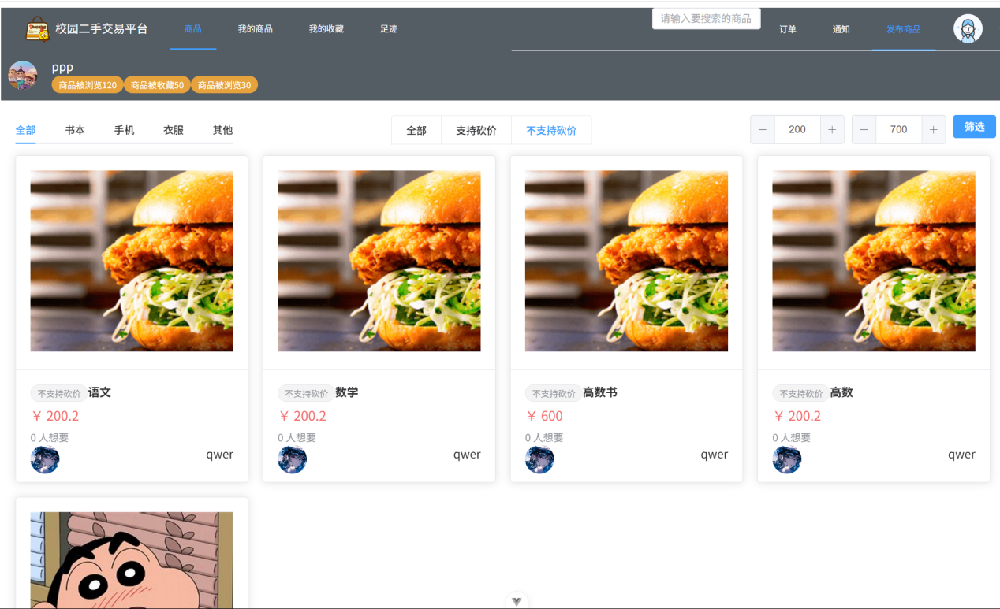 请输入要搜索的商品
校园二手交易平台 商品 我的商品 我的收藏 足迹 订单 通知 发布商品
ppp
商品被浏览120 商品被收藏50 商品被浏览30
全部 书本 手机 衣服 其他 全部 支持砍价 不支持砍价 − 200 + − 700 + 筛选
不支持砍价 语文 不支持砍价 数学 不支持砍价 高数书 不支持砍价 高数
￥ 200.2 ￥ 200.2 ￥ 600 ￥ 200.2
0 人想要 0 人想要 0 人想要 0 人想要
qwer qwer qwer qwer